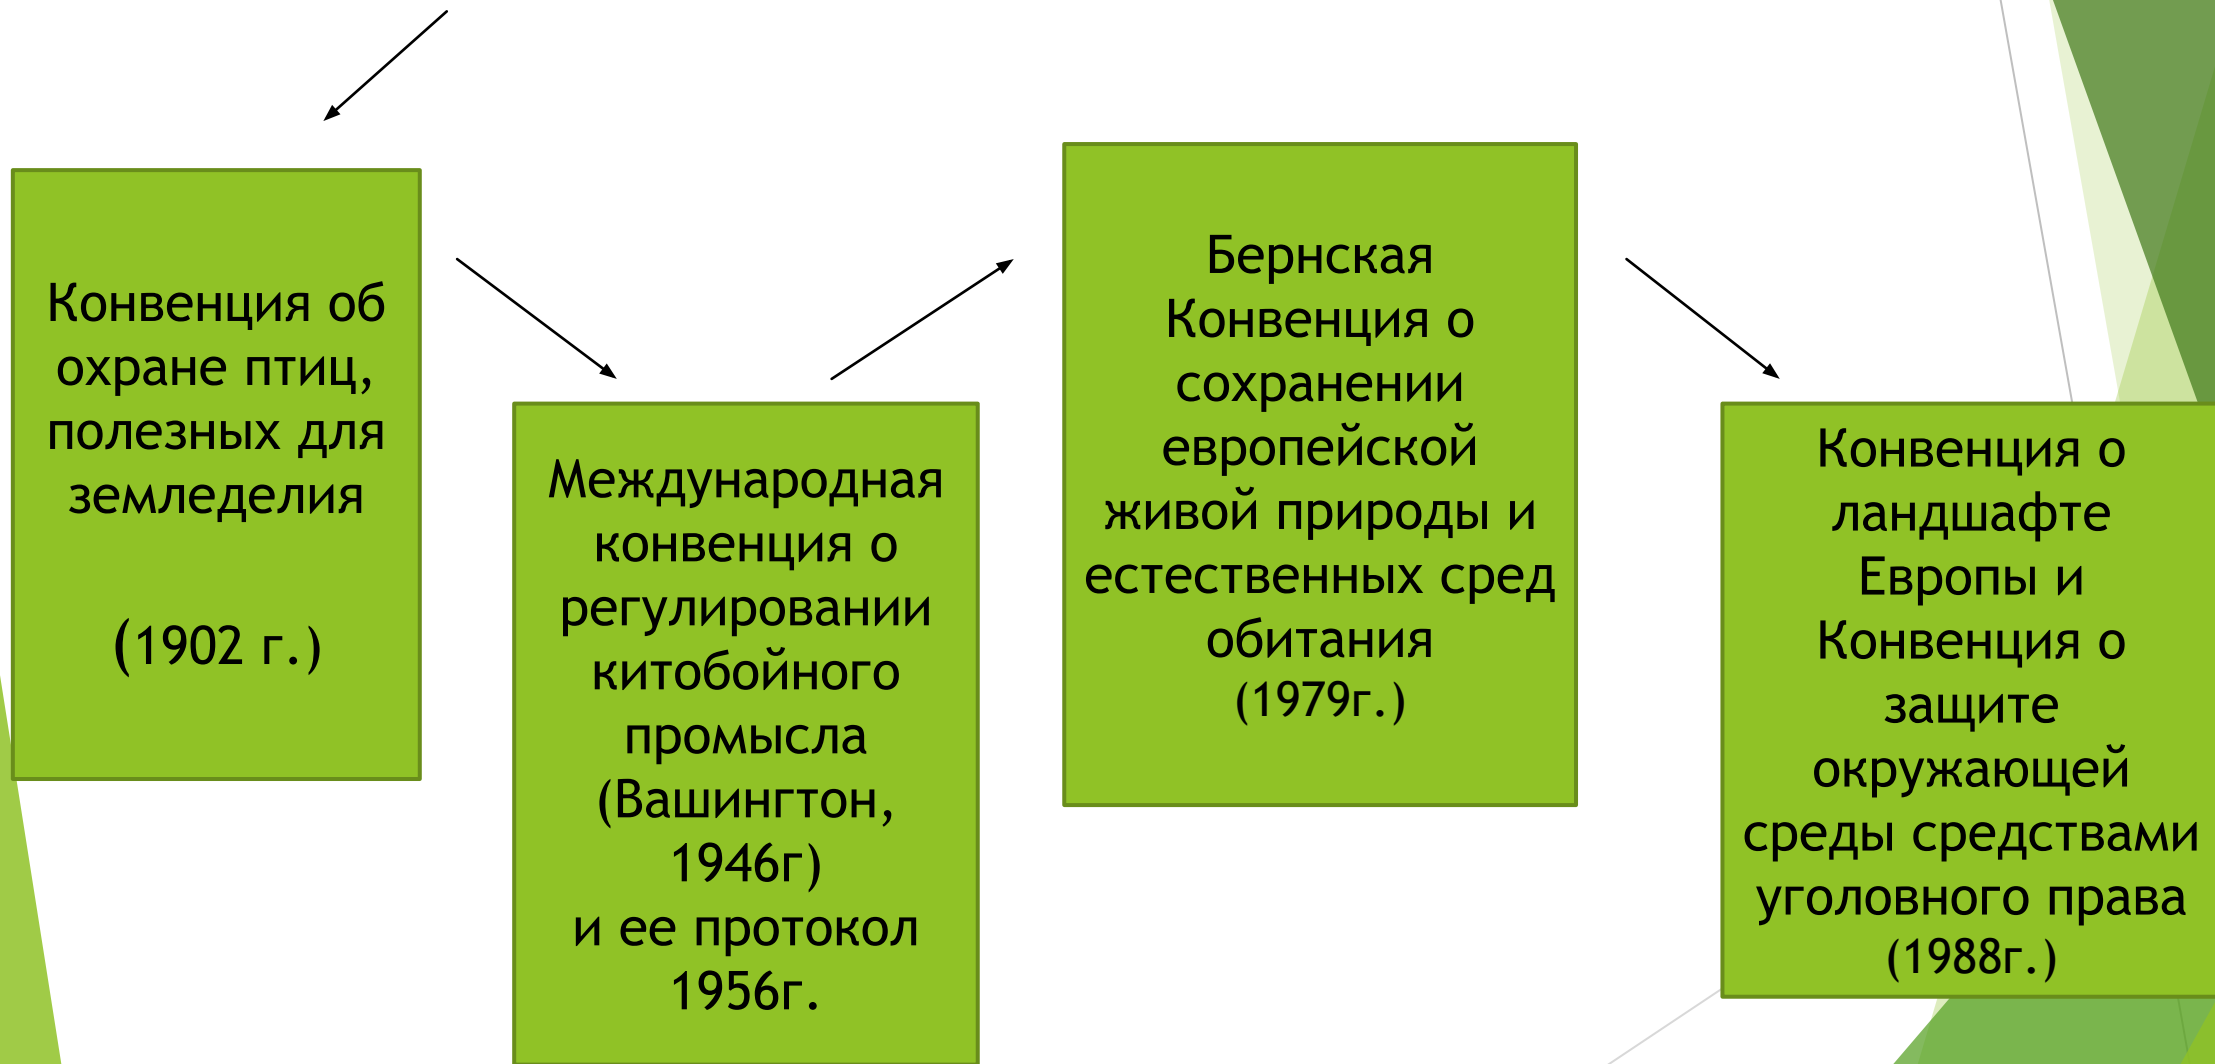 Конвенция об
охране птиц,
полезных для
земледелия
(1902 г.)
Международная
конвенция о
регулировании
китобойного
промысла
(Вашингтон,
1946г)
и ее протокол
1956г.
Бернская
Конвенция о
сохранении
европейской
живой природы и
естественных сред
обитания
(1979г.)
Конвенция о
ландшафте
Европы и
Конвенция о
защите
окружающей
среды средствами
уголовного права
(1988г.)